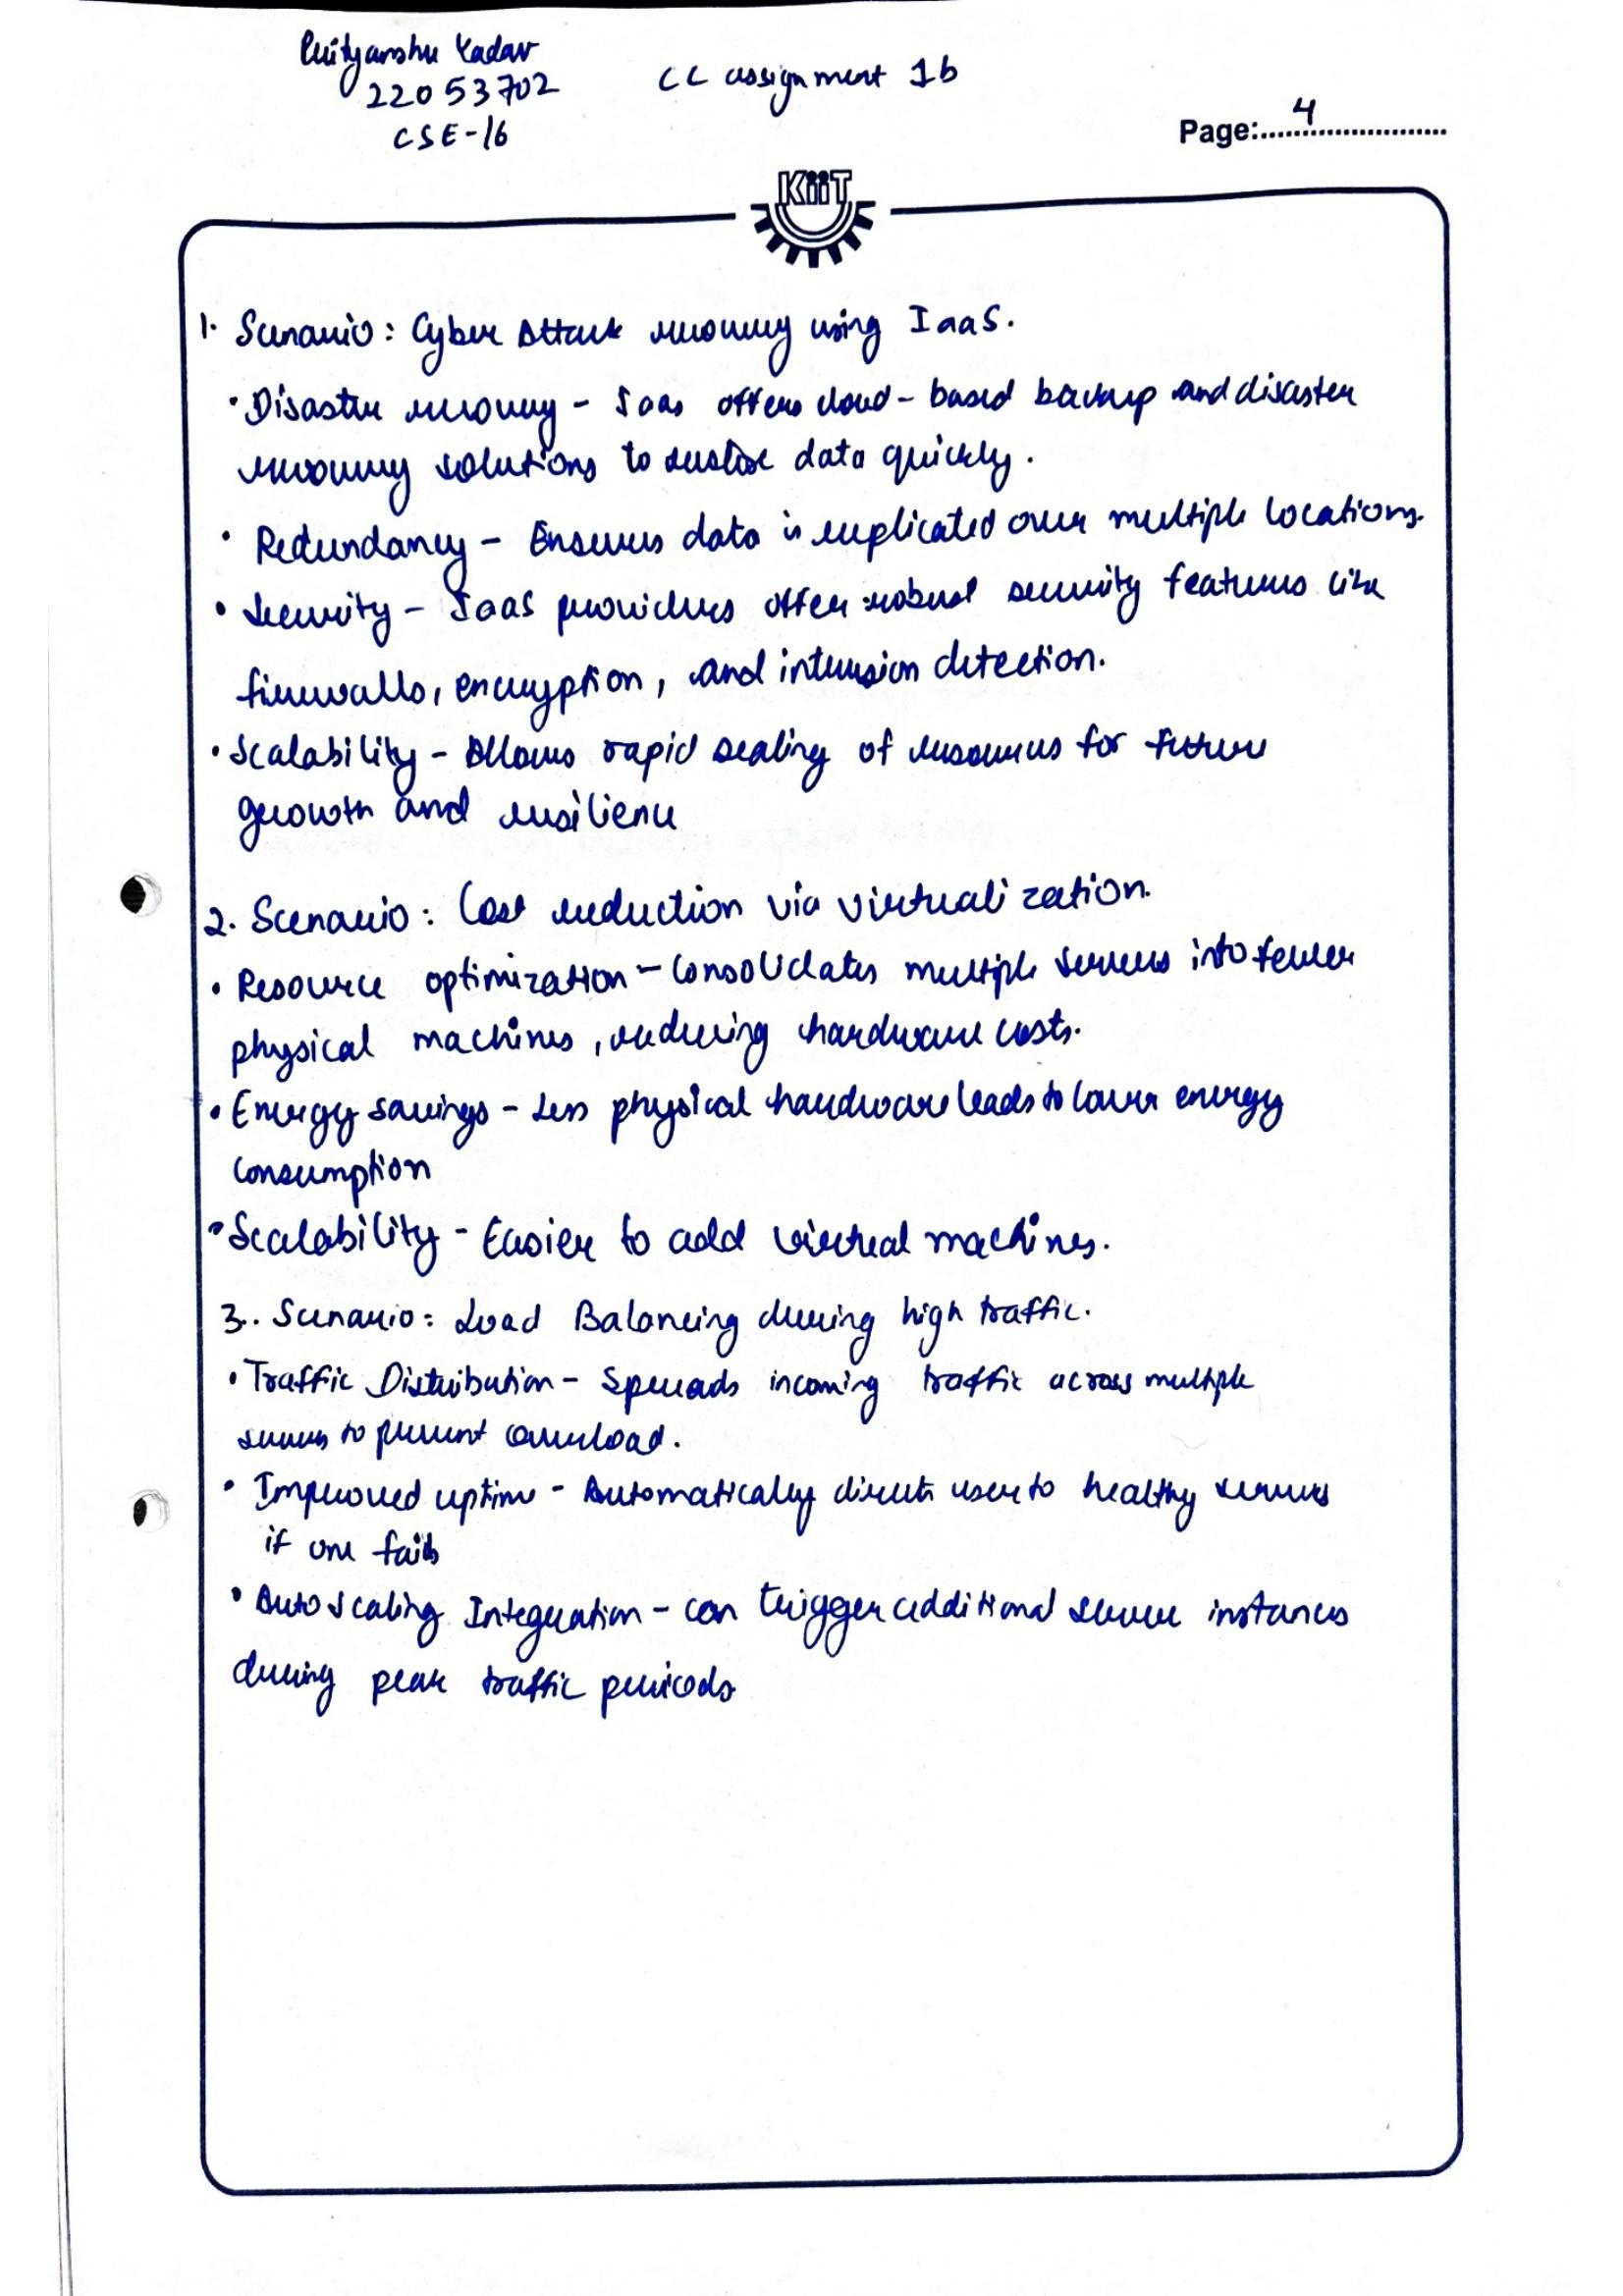 Yadav
22053702
CSE-16
CC assignment 1b
Page:....4....
KiiT
1. Scenario: Cyber Attack recovery using IaaS.
• Disaster recovery - IaaS offers cloud-based backup and disaster
recovery solutions to restore data quickly.
• Redundancy - Ensures data is replicated over multiple locations.
• Security - IaaS providers offer robust security features like
firewalls, encryption, and intrusion detection.
• Scalability - Allows rapid scaling of resources for future
growth and resilience
2. Scenario: Cost reduction via virtualization.
• Resource optimization - Consolidates multiple servers into fewer
physical machines, reducing hardware costs.
• Energy savings - Less physical hardware leads to lower energy
consumption
• Scalability - Easier to add virtual machines.
3.. Scenario: Load Balancing during high traffic.
• Traffic Distribution - Spreads incoming traffic across multiple
servers to prevent overload.
• Improved uptime - Automatically directs user to healthy servers
if one fails
• Auto scaling Integration - can trigger additional server instances
during peak traffic periods